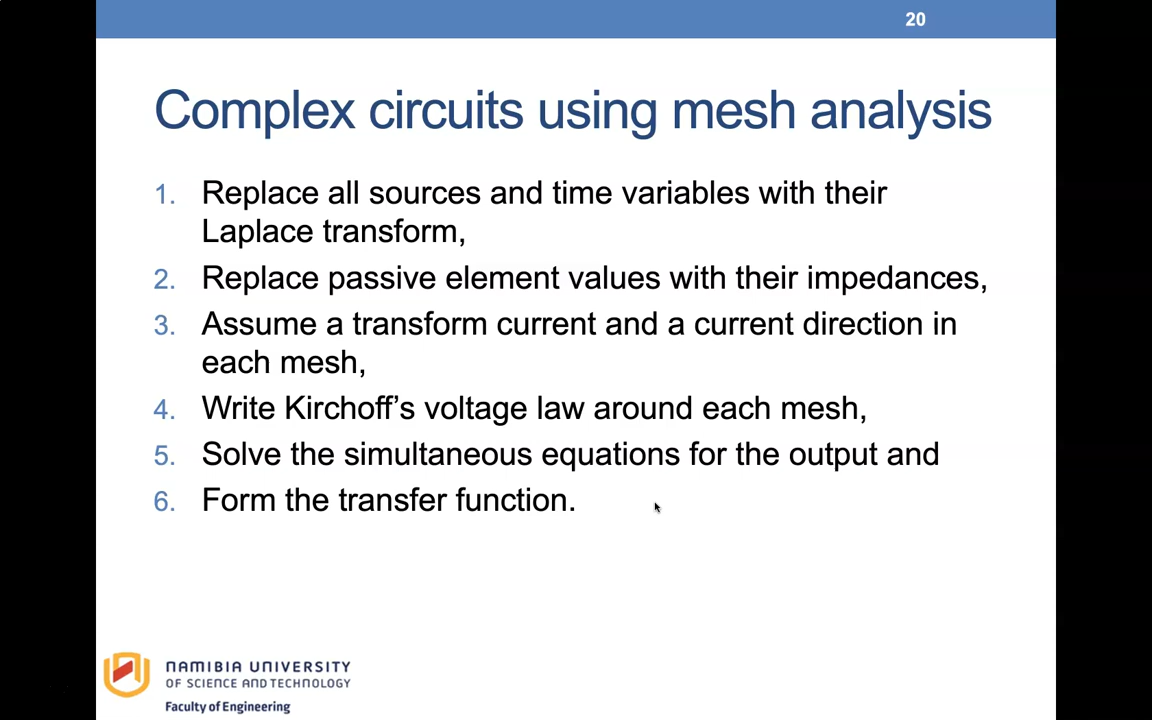 20
Complex circuits using mesh analysis
1. Replace all sources and time variables with their
Laplace transform,
2. Replace passive element values with their impedances,
3. Assume a transform current and a current direction in
each mesh,
4. Write Kirchoff’s voltage law around each mesh,
5. Solve the simultaneous equations for the output and
6. Form the transfer function.
NAMIBIA UNIVERSITY
OF SCIENCE AND TECHNOLOGY
Faculty of Engineering